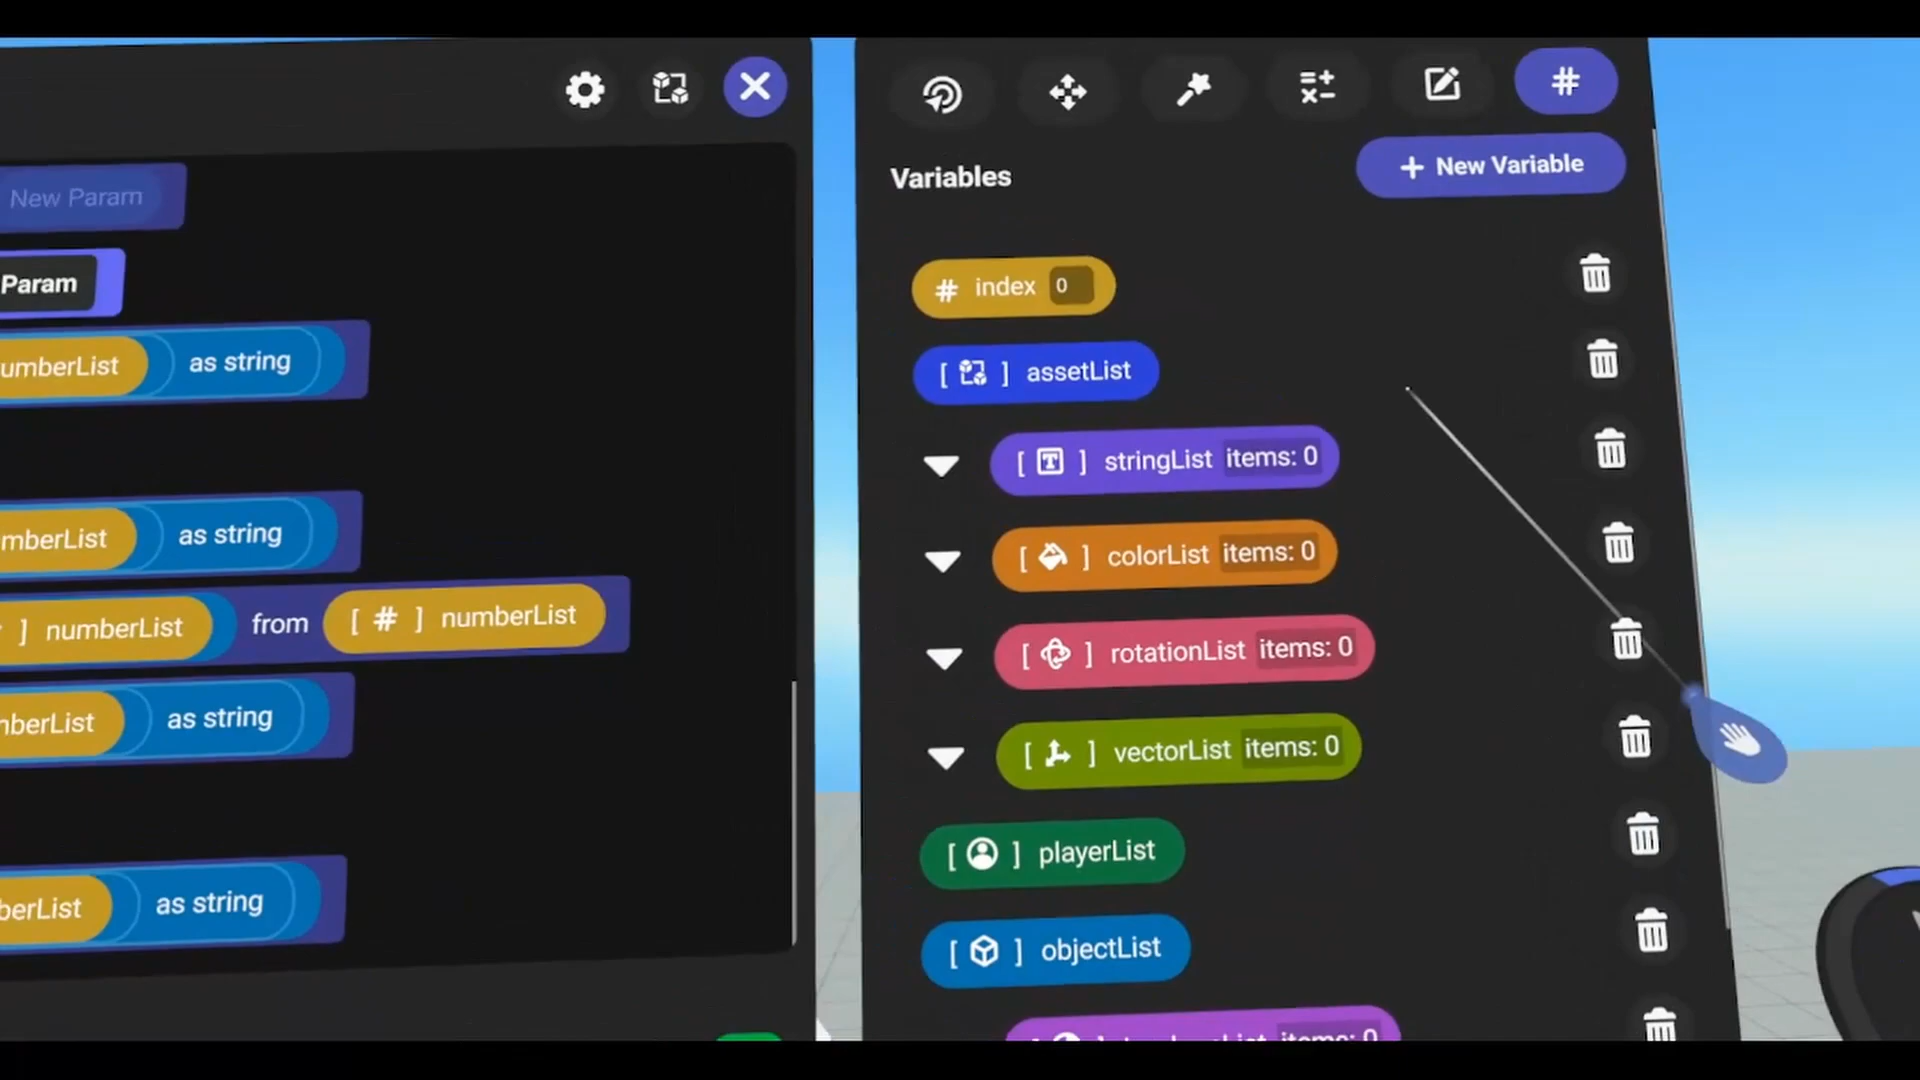 New Param
Param
umberList as string
mberList as string
] numberList from [ # ] numberList
nberList as string
berList as string
#
Variables
+ New Variable
# index 0
[ ] assetList
[ T ] stringList items: 0
[ ] colorList items: 0
[ ] rotationList items: 0
[ ] vectorList items: 0
[ ] playerList
[ ] objectList
items: 0